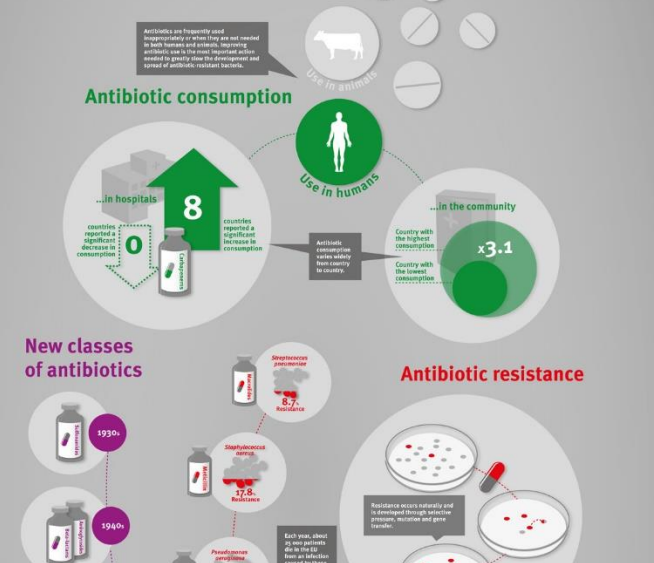 Antibiotics are frequently used
inappropriately or when they are not needed
in both humans and animals. Improving
antibiotic use is the most important action
needed to greatly slow the development and
spread of antibiotic-resistant bacteria.
Use in animals
Antibiotic consumption
Use in humans
...in hospitals
8
countries
reported a
significant
decrease in
consumption
0
countries
reported a
significant
increase in
consumption
Carbapenems
Antibiotic
consumption
varies widely
from country
to country.
...in the community
Country with
the highest
consumption
x3.1
Country with
the lowest
consumption
New classes
of antibiotics
Streptococcus
pneumoniae
Macrolides
8.7%
Resistance
Antibiotic resistance
1930s
Staphylococcus
aureus
Meticillin
17.8%
Resistance
Resistance occurs naturally and
is developed through selective
pressure, mutation and gene
transfer.
1940s
Aminoglycosides
Pseudomonas
aeruginosa
Each year, about
25 000 patients
die in the EU
from an infection